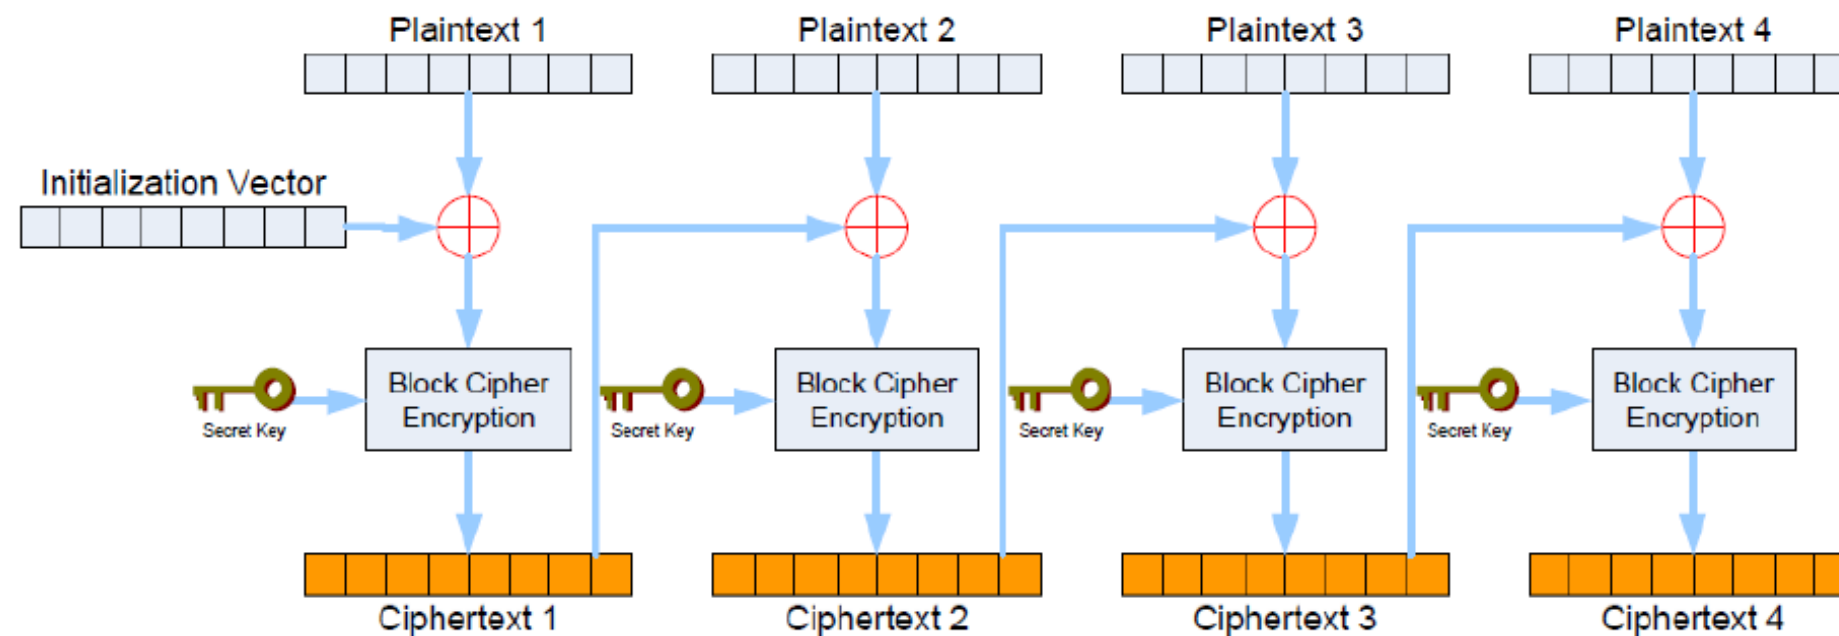 Plaintext 1
Plaintext 2
Plaintext 3
Plaintext 4
Initialization Vector
Block Cipher
Encryption
Secret Key
Block Cipher
Encryption
Secret Key
Block Cipher
Encryption
Secret Key
Block Cipher
Encryption
Secret Key
Ciphertext 1
Ciphertext 2
Ciphertext 3
Ciphertext 4